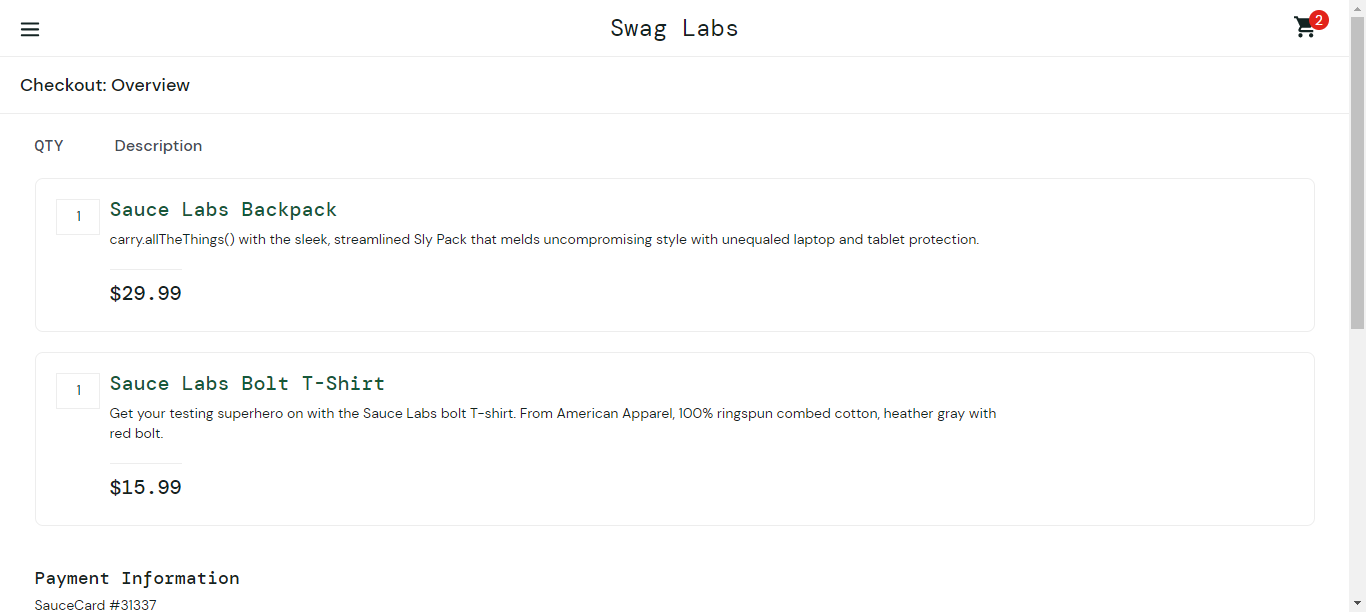 Swag Labs
2
Checkout: Overview
QTY Description
1
Sauce Labs Backpack
carry.allTheThings() with the sleek, streamlined Sly Pack that melds uncompromising style with unequaled laptop and tablet protection.
$29.99
1
Sauce Labs Bolt T-Shirt
Get your testing superhero on with the Sauce Labs bolt T-shirt. From American Apparel, 100% ringspun combed cotton, heather gray with
red bolt.
$15.99
Payment Information
SauceCard #31337